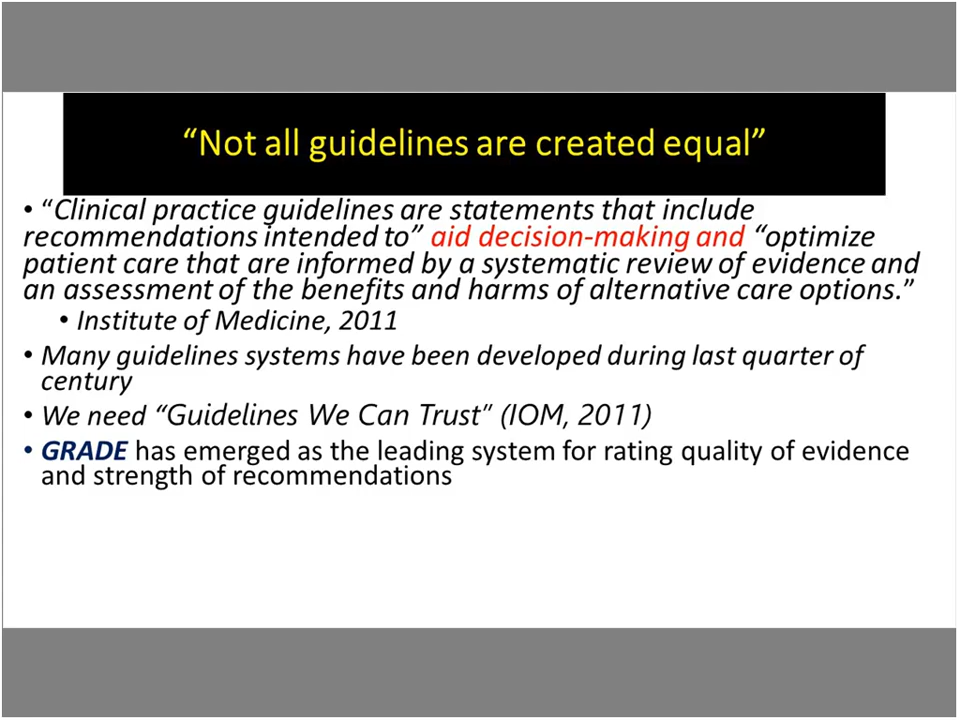 “Not all guidelines are created equal”
• “Clinical practice guidelines are statements that include
recommendations intended to” aid decision-making and “optimize
patient care that are informed by a systematic review of evidence and
an assessment of the benefits and harms of alternative care options.”
• Institute of Medicine, 2011
• Many guidelines systems have been developed during last quarter of
century
• We need “Guidelines We Can Trust” (IOM, 2011)
• GRADE has emerged as the leading system for rating quality of evidence
and strength of recommendations